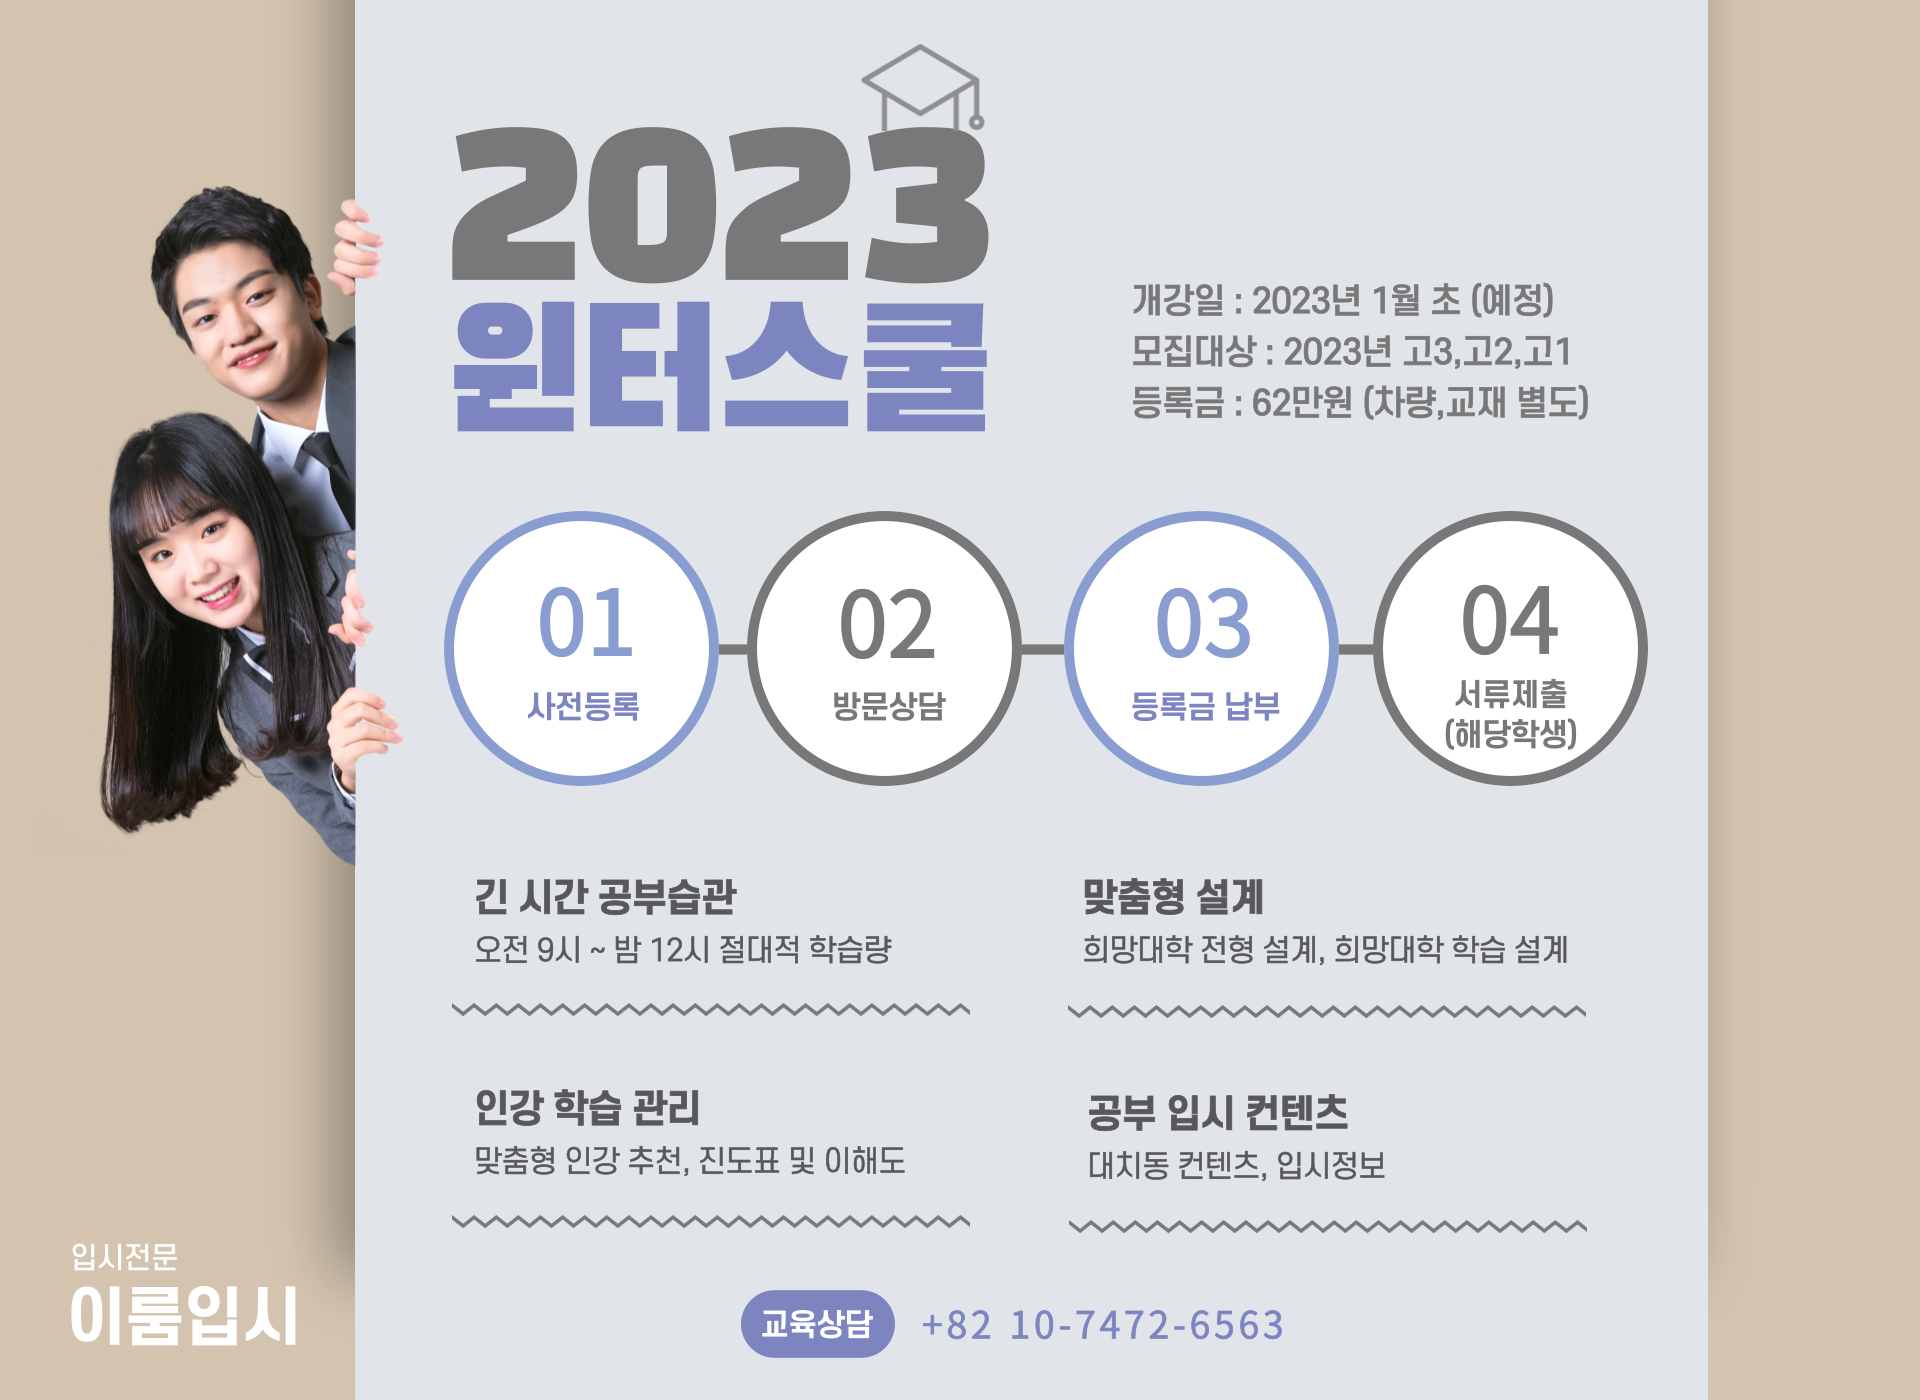 2023
윈터스쿨
개강일 : 2023년 1월 초 (예정)
모집대상 : 2023년 고3,고2,고1
등록금 : 62만원 (차량,교재 별도)
01
사전등록
02
방문상담
03
등록금 납부
04
서류제출
(해당학생)
긴 시간 공부습관
오전 9시 ~ 밤 12시 절대적 학습량
맞춤형 설계
희망대학 전형 설계, 희망대학 학습 설계
인강 학습 관리
맞춤형 인강 추천, 진도표 및 이해도
공부 입시 컨텐츠
대치동 컨텐츠, 입시정보
입시전문
이룸입시
교육상담 +82 10-7472-6563